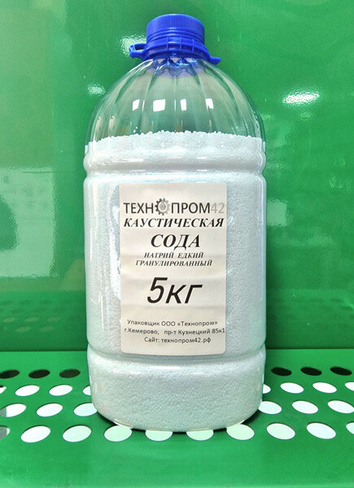 ТЕХНОПРОМ42
КАУСТИЧЕСКАЯ
СОДА
НАТРИЙ ЕДКИЙ
ГРАНУЛИРОВАННЫЙ
5КГ
Упаковщик ООО «Технопром»
г.Кемерово, пр-т Кузнецкий 85к1
Сайт: технопром42.рф